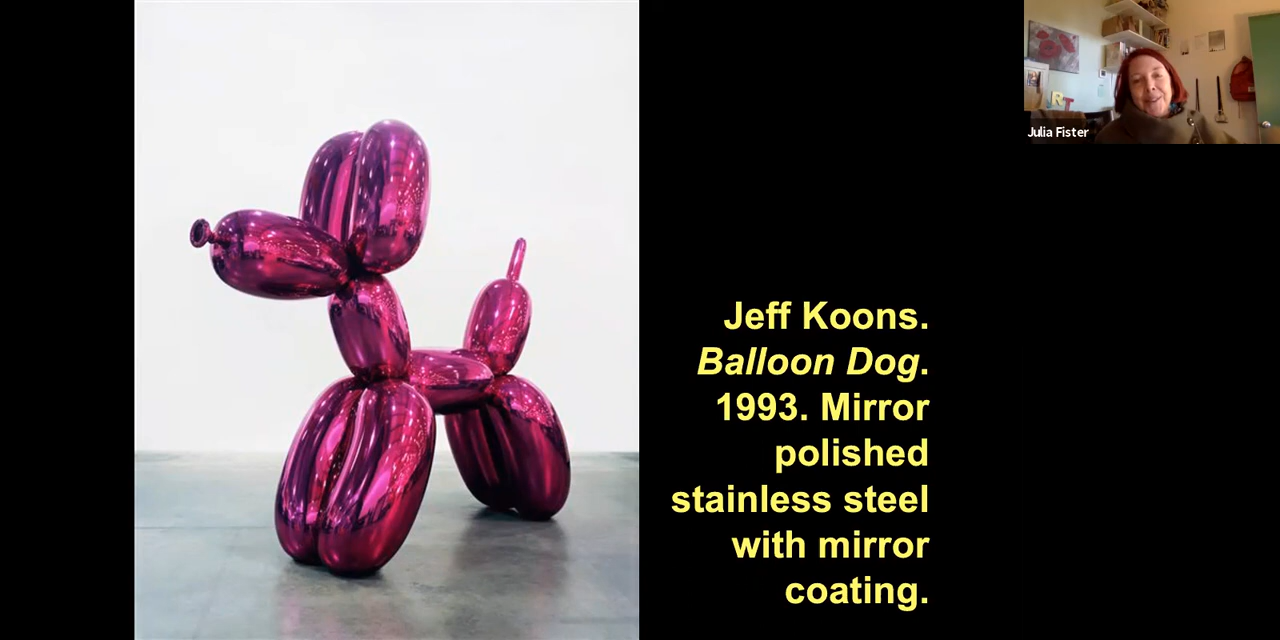 Jeff Koons.
Balloon Dog.
1993. Mirror
polished
stainless steel
with mirror
coating.
Julia Fister